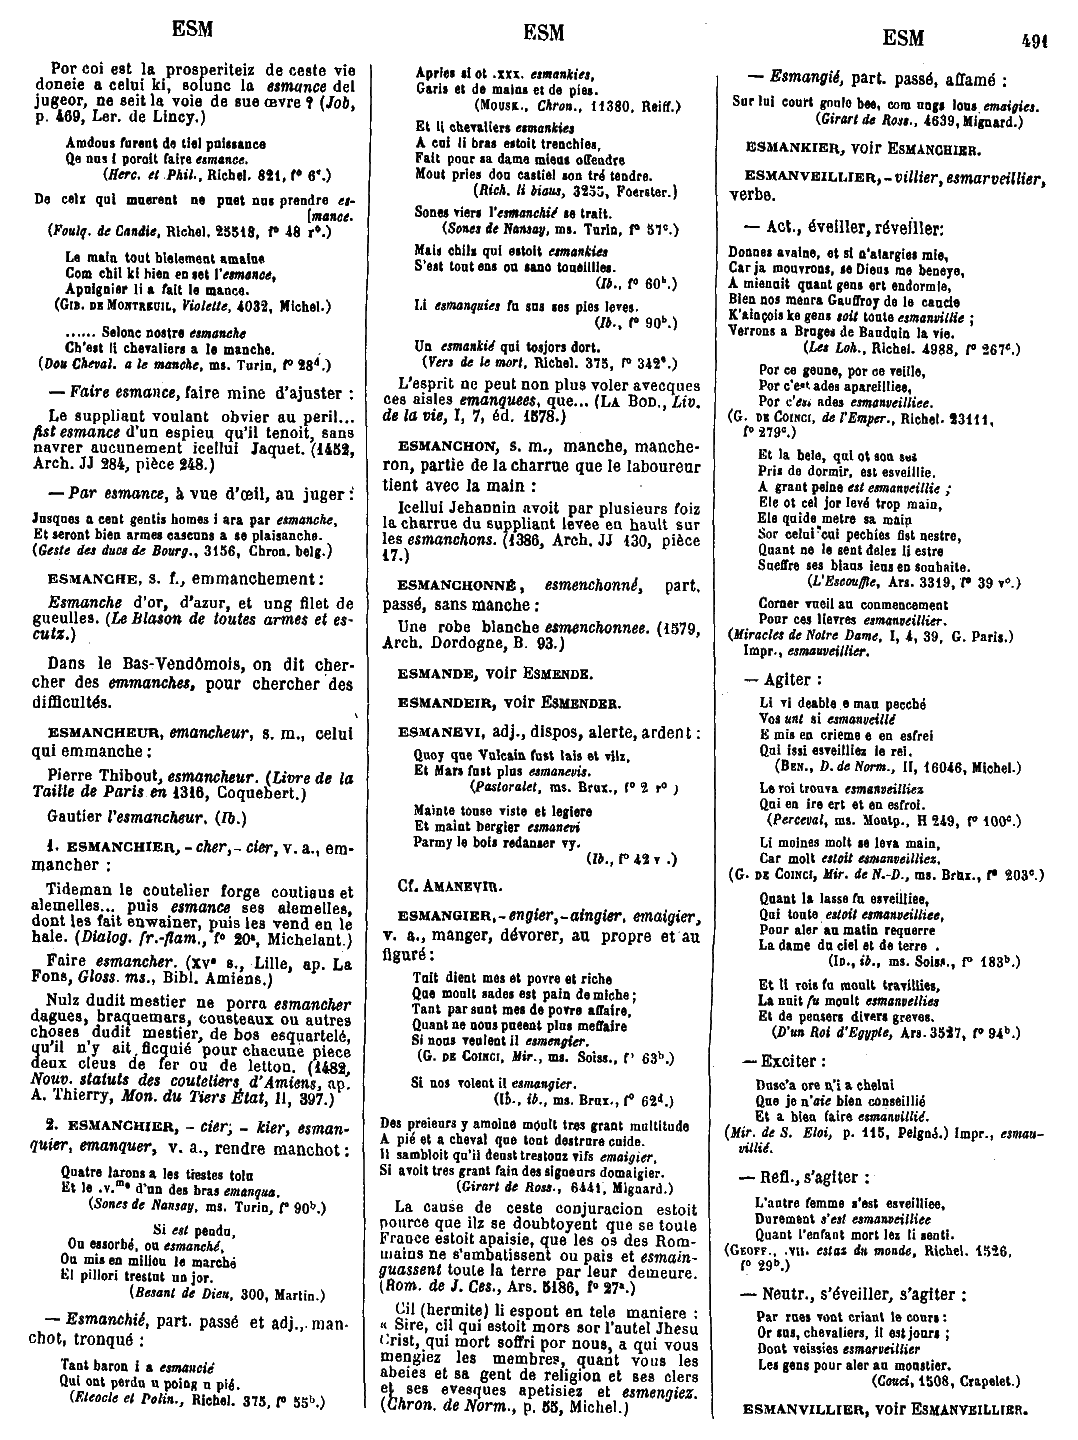 ESM
ESM
ESM 491
Por coi est la prosperiteiz de ceste vie
doneie a celui ki, solunc la esmance del
jugeor, ne seit la voie de sue œvre ? (Job,
p. 469, Ler. de Lincy.)
Amdous furent de tiel puissance
Qe nus i poroit faire esmance.
(Herc. et Phil., Richel. 821, f° 6c.)
De celx qui muerent ne puet nus prendre es-
[mance.
(Foulq. de Candie, Richel. 25518, f° 48 r°.)
Le main tout bielement amaine
Com chil ki bien en set l'esmance,
Apuignier li a fait le mance.
(GIB. DE MONTREUIL, Violette, 4032, Michel.)
...... Selonc nostre esmanche
Ch'est li chevaliers a le manche.
(Dou Cheval. a le manche, ms. Turin, f° 28d.)
— Faire esmance, faire mine d'ajuster :
Le suppliant voulant obvier au peril...
fist esmance d'un espieu qu'il tenoit, sans
navrer aucunement icellui Jaquet. (1452,
Arch. JJ 284, pièce 248.)
— Par esmance, à vue d'œil, au juger :
Jusques a cent gentis homes i ara par esmanche,
Et seront bien armes cascuns a se plaisanche.
(Geste des ducs de Bourg., 3156, Chron. belg.)
ESMANCHE, s. f., emmanchement :
Esmanche d'or, d'azur, et ung filet de
gueulles. (Le Blason de toutes armes et es-
cutz.)
Dans le Bas-Vendômois, on dit cher-
cher des emmanches, pour chercher des
difficultés.
ESMANCHEUR, emancheur, s. m., celui
qui emmanche :
Pierre Thibout, esmancheur. (Livre de la
Taille de Paris en 1316, Coquebert.)
Gautier l'esmancheur. (Ib.)
1. ESMANCHIER, - cher, - cier, v. a., em-
mancher :
Tideman le coutelier forge coutiaus et
alemelles... puis esmance ses alemelles,
dont les fait enwainer, puis les vend en le
hale. (Dialog. fr.-flam., f° 20a, Michelant.)
Faire esmancher. (XVe s., Lille, ap. La
Fons, Gloss. ms., Bibl. Amiens.)
Nulz dudit mestier ne porra esmancher
dagues, braquemars, cousteaux ou autres
choses dudit mestier, de bos esquartelé,
qu'il n'y ait ficquié pour chacune piece
deux cleus de fer ou de letton. (1482,
Nouv. statuts des couteliers d'Amiens, ap.
A. Thierry, Mon. du Tiers État, II, 397.)
2. ESMANCHIER, - cier, - kier, esman-
quier, emanquer, v. a., rendre manchot :
Quatre larons a les tiestes tolu
Et le .v.me d'un des bras emanqua.
(Sones de Nansay, ms. Turin, f° 90b.)
Si est pendu,
Ou essorbé, ou esmanché,
Ou mis en miliou le marché
El pillori trestut un jor.
(Besant de Dieu, 300, Martin.)
— Esmanchié, part. passé et adj., man-
chot, tronqué :
Tant baron i a esmancié
Qui ont perdu u poing u pié.
(Eteocle et Polin., Richel. 375, f° 55b.)
Apries si ot .XXX. esmankies,
Garis et de mains et de pies.
(MOUSK., Chron., 11380, Reiff.)
Et li chevaliers esmankies
A cui li bras estoit trenchies,
Fait pour sa dame mieus offendre
Mout pries dou castiel son tré tendre.
(Rich. li biaus, 3255, Foerster.)
Sones viers l'esmanchié se trait.
(Sones de Nansay, ms. Turin, f° 57c.)
Mais chilz qui estoit esmankies
S'est tout ens ou sanc toueillies.
(Ib., f° 60b.)
Li esmanquies fu sus ses pies leves.
(Ib., f° 90b.)
Un esmankié qui tosjors dort.
(Vers de le mort, Richel. 375, f° 342a.)
L'esprit ne peut non plus voler avecques
ces aisles emanquees, que... (LA BOD., Liv.
de la vie, I, 7, éd. 1578.)
ESMANCHON, s. m., manche, manche-
ron, partie de la charrue que le laboureur
tient avec la main :
Icellui Jehannin avoit par plusieurs foiz
la charrue du suppliant levée en hault sur
les esmanchons. (1386, Arch. JJ 130, pièce
17.)
ESMANCHONNÉ, esmenchonné, part.
passé, sans manche :
Une robe blanche esmenchonnee. (1579,
Arch. Dordogne, B. 93.)
ESMANDE, voir ESMENDE.
ESMANDEIR, voir ESMENDER.
ESMANEVI, adj., dispos, alerte, ardent :
Quoy que Vulcain fust lais et vilz,
Et Mars fust plus esmanevis.
(Pastoralet, ms. Brux., f° 2 r°)
Mainte touse viste et legiere
Et maint bergier esmanevi
Parmy le bois redanser vy.
(Ib., f° 42 v .)
Cf. AMANEVIR.
ESMANGIER, -engier, -aingier, emaigier,
v. a., manger, dévorer, au propre et au
figuré :
Tuit dient mes et povre et riche
Que moult sades est pain de miche ;
Tant par sunt mes de povre affaire,
Quant ne nous pueent plus meffaire
Si nous veulent il esmengier.
(G. DE COINCI, Mir., ms. Soiss., f° 63b.)
Si nos volent il esmangier.
(ID., ib., ms. Brux., f° 62d.)
Des preieurs y amoine moult tres grant multitude
A pié et a cheval que tout destrure cuide.
Il sambloit qu'il deust trestouz vifs emaigier,
Si avoit tres grant fain des signeurs domaigier.
(Girart de Ross., 6441, Mignard.)
La cause de ceste conjuracion estoit
pource que ilz se doubtoyent que se toute
France estoit apaisie, que les os des Rom-
mains ne s'embatissent ou pais et esmain-
guassent toute la terre par leur demeure.
(Rom. de J. Ces., Ars. 5186, f° 27a.)
Cil (hermite) li espont en tele maniere :
« Sire, cil qui estoit mors sor l'autel Jhesu
Crist, qui mort soffri por nous, a qui vous
mengiez les membres, quant vous les
abeies et sa gent de religion et ses clers
et ses evesques apetisiez et esmengiez.
(Chron. de Norm., p. 55, Michel.)
— Esmangié, part. passé, affamé :
Sur lui court goulo bee, com ungs lous emaigies.
(Girart de Ross., 4639, Mignard.)
ESMANKIER, voir ESMANCHIER.
ESMANVEILLIER, - villier, esmarveillier,
verbe.
— Act., éveiller, réveiller :
Donnes avaine, et si n'atargies mie,
Car ja mouvrons, se Dieus me beneye,
A mienuit quant gens ert endormie,
Bien nos menra Gauffroy de le caucie
K'ainçois ke gens soit toute esmanvillie ;
Verrons a Bruges de Bauduin la vie.
(Les Loh., Richel. 4988, f° 267c.)
Por ce geune, por ce veille,
Por c'est ades apareilliee,
Por c'est ades esmanveilliee.
(G. DE COINCI, de l'Emper., Richel. 23111,
f° 279c.)
Et la bele, qui ot son sei
Pris de dormir, est esveillie.
A grant peine est esmanveillie ;
Ele ot cel jor levé trop main,
Ele quide metre sa main
Sor celui cui pechies fist nestre,
Quant ne le sent delez li estre
Sueffre ses biaus ieus en souhaite.
(L'Escouffle, Ars. 3319, f° 39 v°.)
Corner vueil au conmencement
Pour ces lievres esmanveillier.
(Miracles de Notre Dame, I, 4, 39, G. Paris.)
Impr., esmauveillier.
— Agiter :
Li vi deable e mau pecché
Vos unt si esmanveillé
E mis en crieme e en esfrei
Qui issi esveilliez le rei.
(BEN., D. de Norm., II, 16046, Michel.)
Le roi trouva esmanveilliez
Qui en ire ert et en esfroi.
(Perceval, ms. Montp., H 249, f° 100c.)
Li moines molt se leva main,
Car molt estoit esmanveilliez.
(G. DE COINCI, Mir. de N.-D., ms. Brux., f° 203c.)
Quant la lasse fu esveilliee,
Qui toute estoit esmanveilliee,
Pour aler au matin requerre
La dame du ciel et de terre .
(ID., ib., ms. Soiss., f° 183b.)
Et li rois fu moult travillies,
La nuit fu moult esmanvellies
Et de pensers divers greves.
(D'un Roi d'Egypte, Ars. 3527, f° 94b.)
— Exciter :
Dusc'a ore n'i a chelui
Que je n'aie bien conseillié
Et a bien faire esmanvillié.
(Mir. de S. Eloi, p. 115, Peigné.) Impr., esmau-
villié.
— Refl., s'agiter :
L'autre femme s'est esveilliee,
Durement s'est esmanveilliee
Quant l'enfant mort lez li senti.
(GEOFF., .VII. estaz du monde, Richel. 1526,
f° 29b.)
— Neutr., s'éveiller, s'agiter :
Par rues vont criant le cours :
Or sus, chevaliers, il est jours ;
Dont veissies esmarveillier
Les gens pour aler au moustier.
(Couci, 1508, Crapelet.)
ESMANVILLIER, voir ESMANVEILLIER.